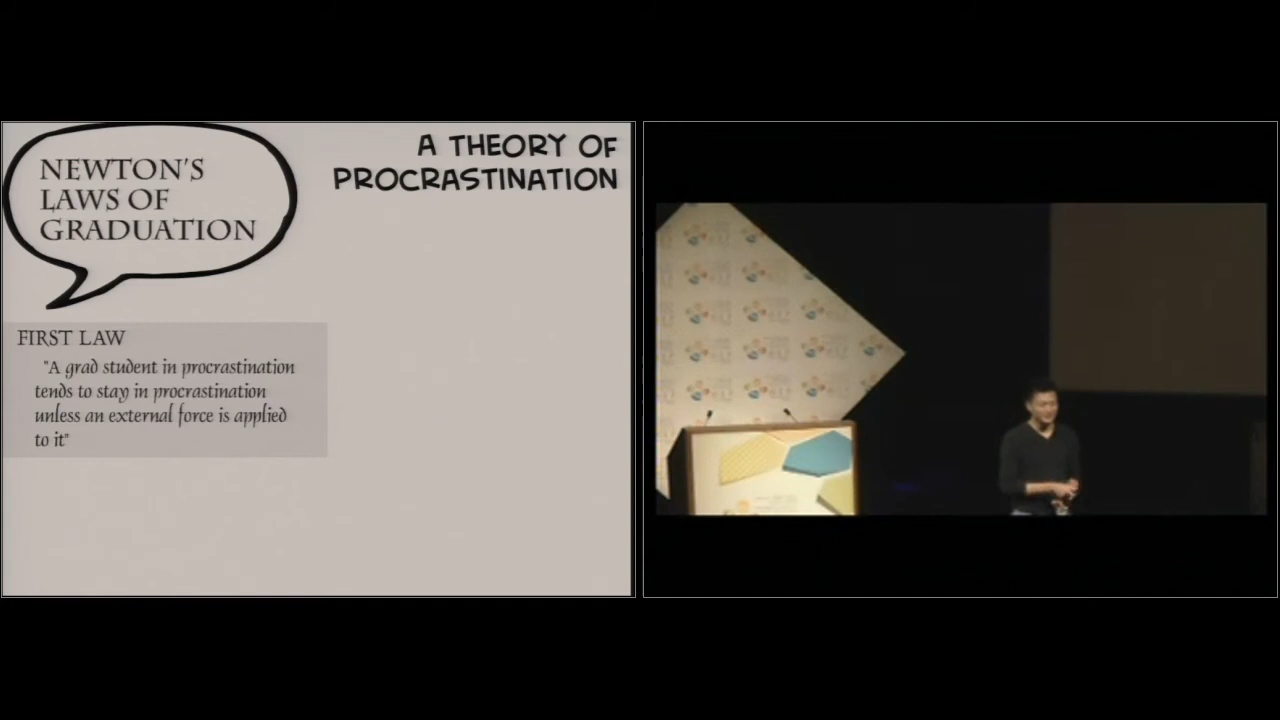 NEWTON'S
LAWS OF
GRADUATION
A THEORY OF
PROCRASTINATION
FIRST LAW
"A grad student in procrastination
tends to stay in procrastination
unless an external force is applied
to it"